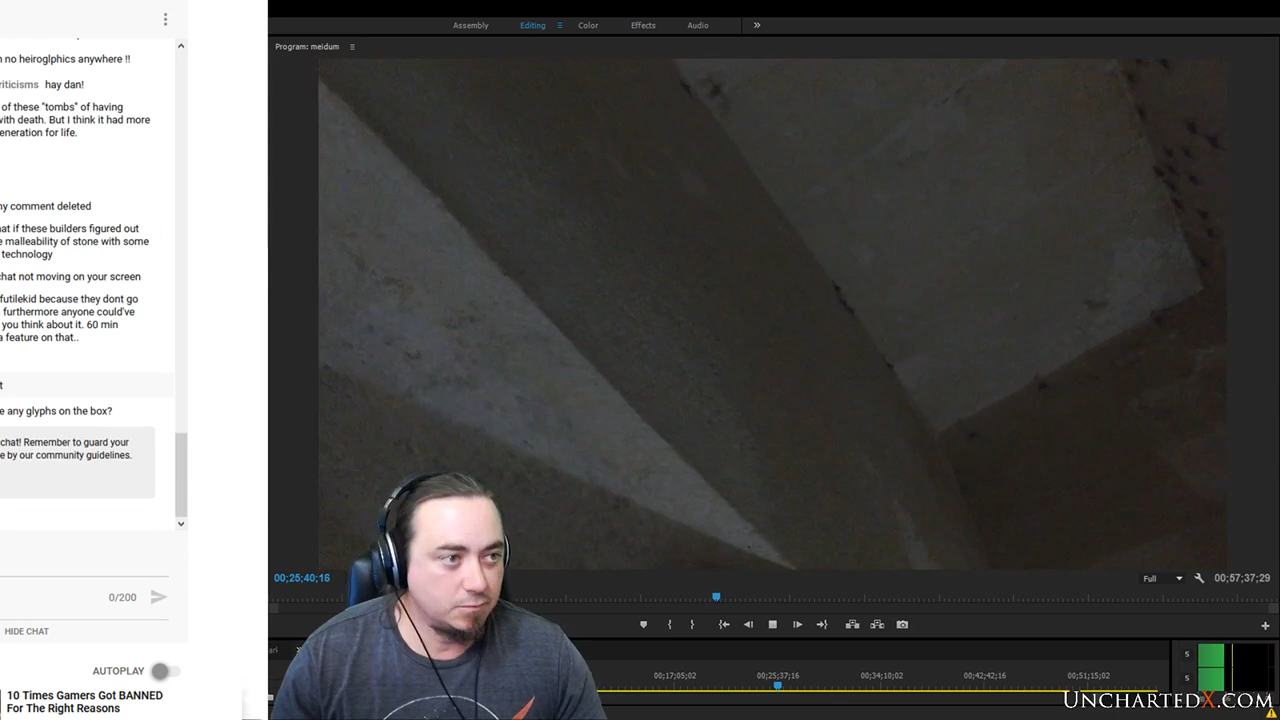 n no heiroglphics anywhere !!
riticisms hay dan!
of these "tombs" of having
with death. But I think it had more
eneration for life.
ny comment deleted
at if these builders figured out
e malleability of stone with some
technology
chat not moving on your screen
futilekid because they dont go
furthermore anyone could've
you think about it. 60 min
a feature on that..
t
e any glyphs on the box?
chat! Remember to guard your
e by our community guidelines.
0/200
HIDE CHAT
AUTOPLAY
10 Times Gamers Got BANNED
For The Right Reasons
Assembly
Editing
Color
Effects
Audio
Program: meidum
00;25;40;16
Full
00;57;37;29
ari
00;17;05;02
00;25;37;16
00;34;10;02
00;42;42;16
00;51;15;02
5
5
UNCHARTEDX.COM